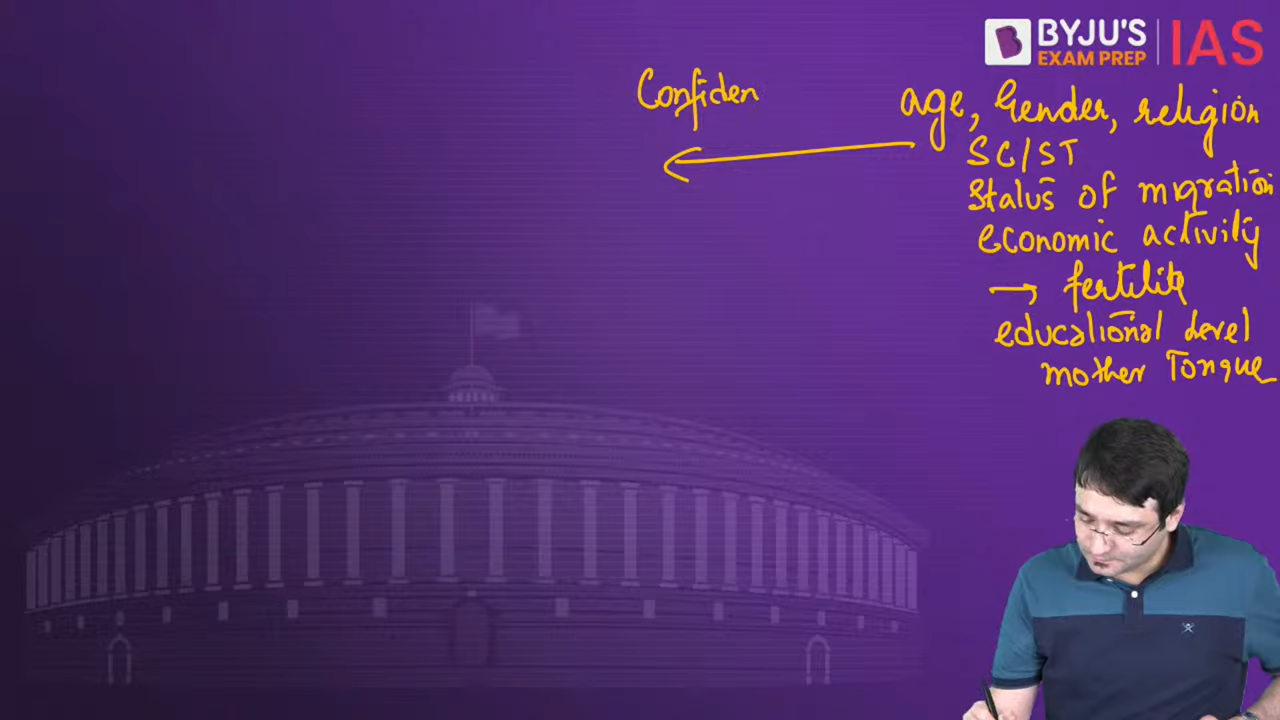 BYJU'S IAS
EXAM PREP
Confiden
age, Gender, religion
SC/ST
Status of migration
economic activity
→ fertility
educational level
mother Tongue